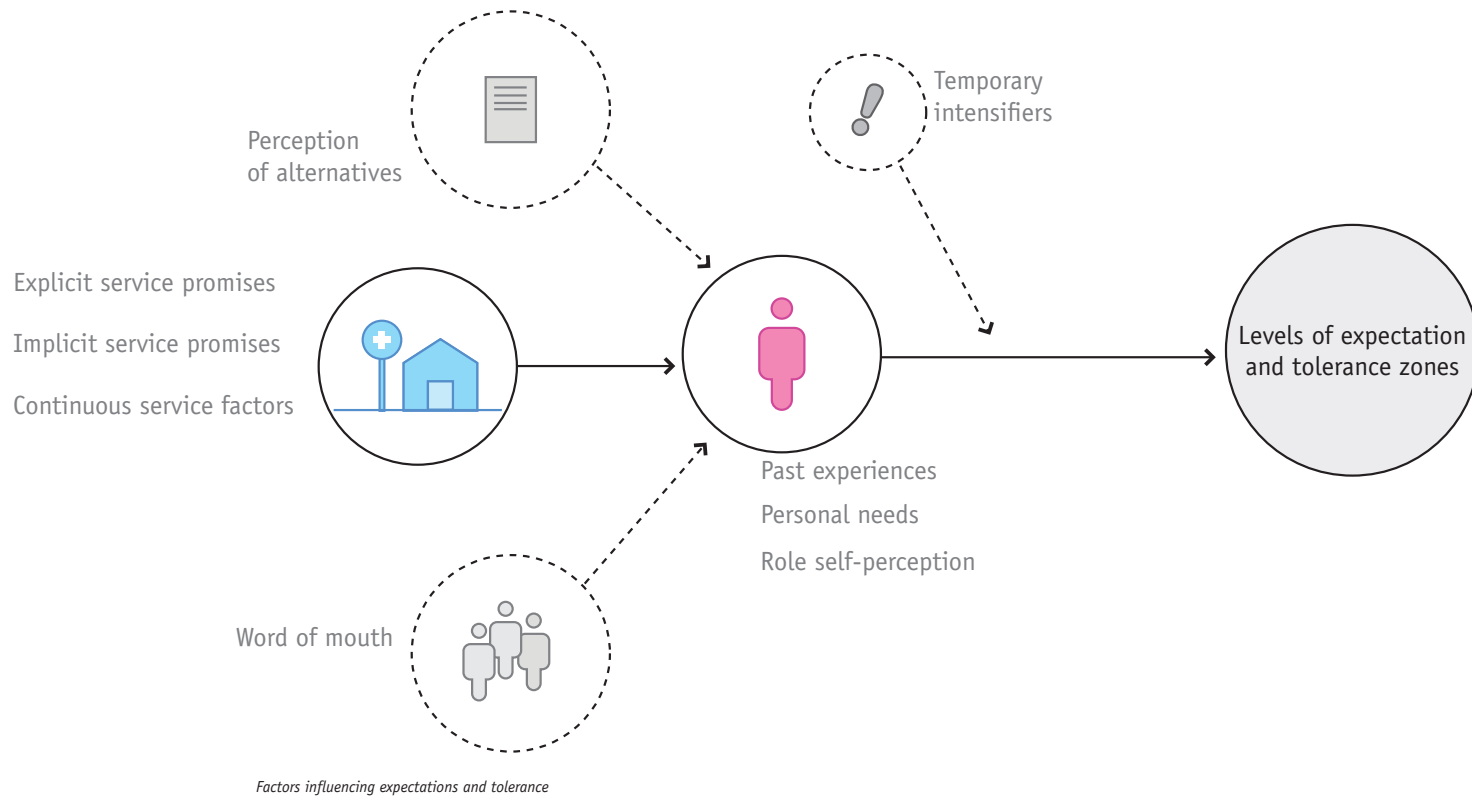 Perception
of alternatives
Temporary
intensifiers
Explicit service promises
Implicit service promises
Continuous service factors
Levels of expectation
and tolerance zones
Past experiences
Personal needs
Role self-perception
Word of mouth
Factors influencing expectations and tolerance